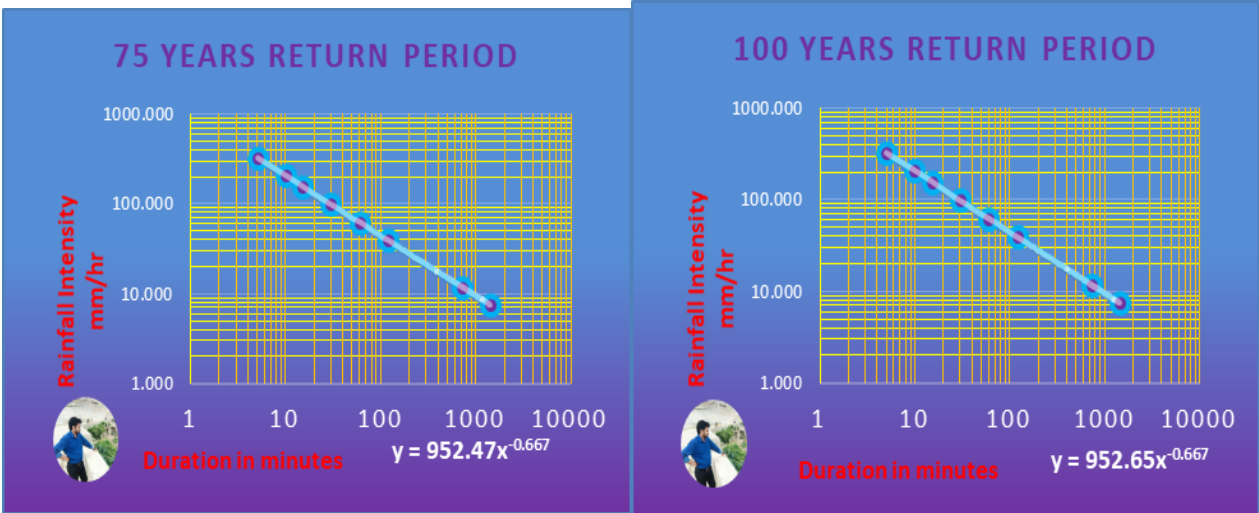 75 YEARS RETURN PERIOD
1000.000
100.000
10.000
1.000
Rainfall Intensity
mm/hr
1 10 100 1000 10000
Duration in minutes
y = 952.47x^-0.667
100 YEARS RETURN PERIOD
1000.000
100.000
10.000
1.000
Rainfall Intensity
mm/hr
1 10 100 1000 10000
Duration in minutes
y = 952.65x^-0.667